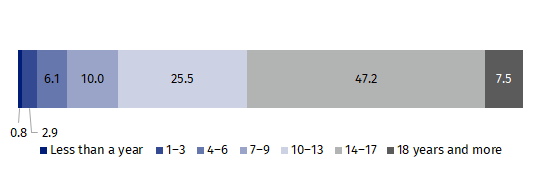 6.1 10.0 25.5 47.2 7.5
0.8 2.9
Less than a year 1–3 4–6 7–9 10–13 14–17 18 years and more